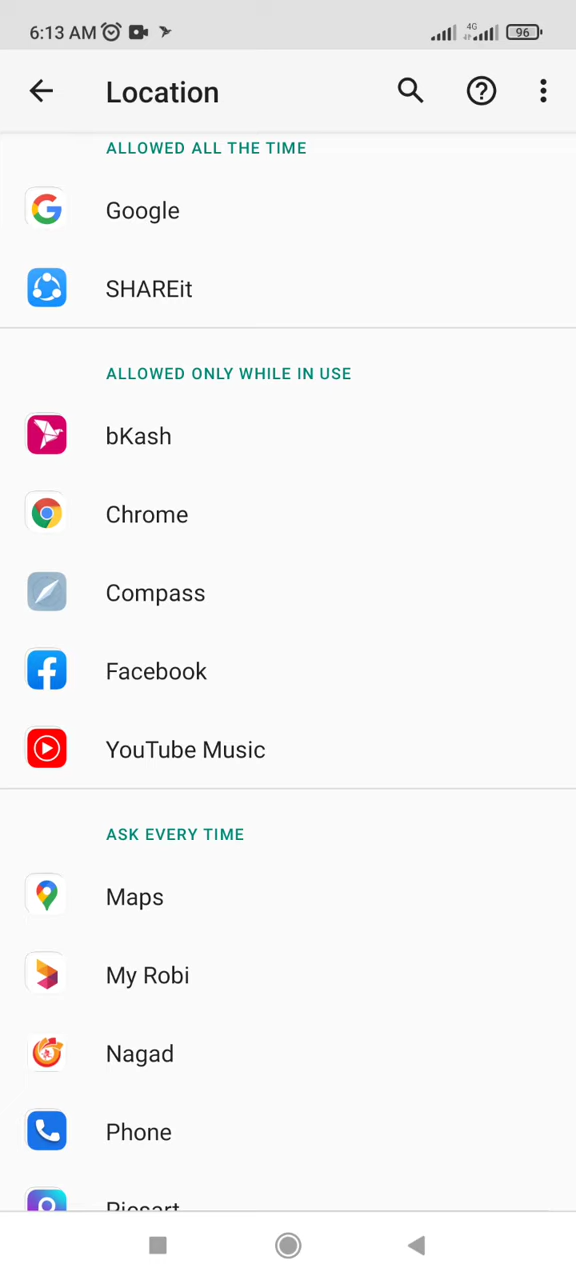 6:13 AM 4G 96
Location
ALLOWED ALL THE TIME
Google
SHAREit
ALLOWED ONLY WHILE IN USE
bKash
Chrome
Compass
Facebook
YouTube Music
ASK EVERY TIME
Maps
My Robi
Nagad
Phone
Picsart